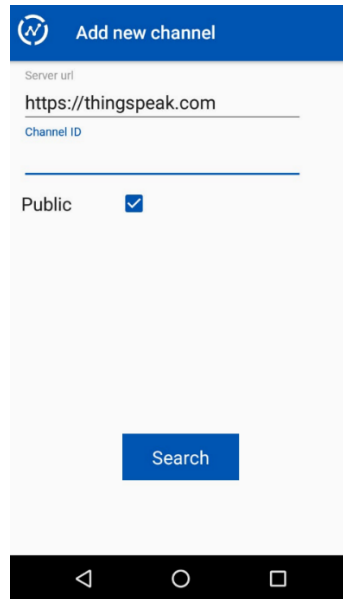 Add new channel
Server url
https://thingspeak.com
Channel ID
Public
Search